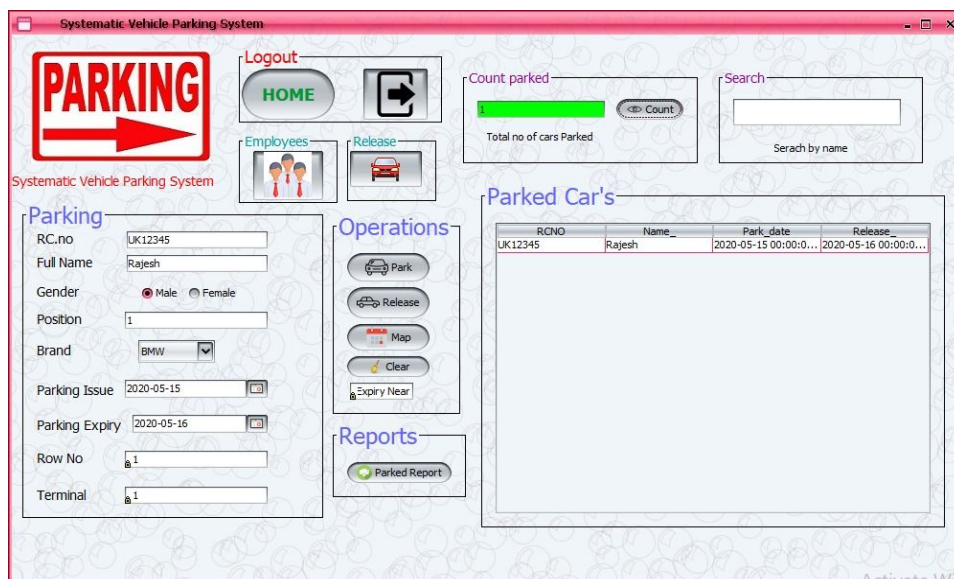 Systematic Vehicle Parking System
PARKING
Systematic Vehicle Parking System
Logout
HOME
Employees
Release
Count parked
1
Count
Total no of cars Parked
Search
Serach by name
Parking
RC.no UK12345
Full Name Rajesh
Gender Male Female
Position 1
Brand BMW
Parking Issue 2020-05-15
Parking Expiry 2020-05-16
Row No 1
Terminal 1
Operations
Park
Release
Map
Clear
Expiry Near
Reports
Parked Report
Parked Car's
RCNO Name_ Park_date Release_
UK12345 Rajesh 2020-05-15 00:00:0... 2020-05-16 00:00:0...
Activate W